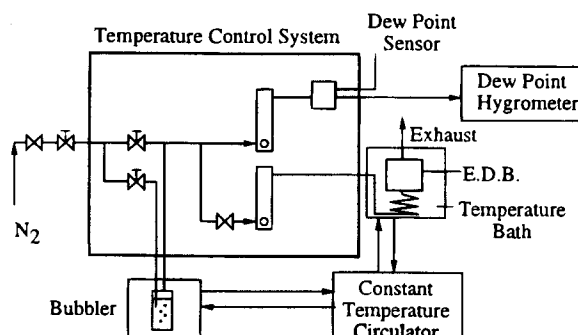 Temperature Control System
Dew Point
Sensor
Dew Point
Hygrometer
Exhaust
E.D.B.
Temperature
Bath
N2
Bubbler
Constant
Temperature
Circulator